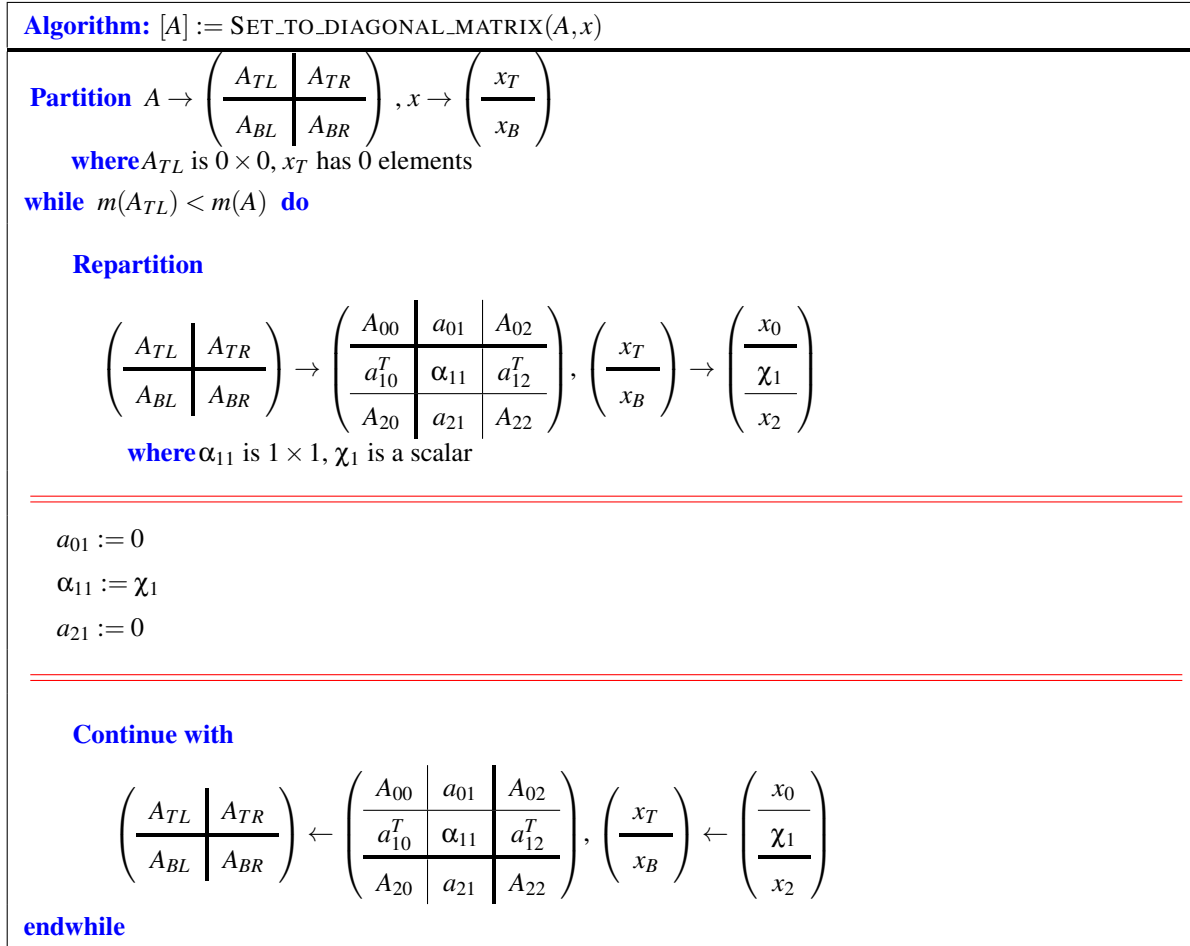 Algorithm: [A] := SET_TO_DIAGONAL_MATRIX(A, x)
Partition A → ( A_TL | A_TR ; A_BL | A_BR ) , x → ( x_T ; x_B )
where A_TL is 0 × 0, x_T has 0 elements
while m(A_TL) < m(A) do
Repartition
( A_TL | A_TR ; A_BL | A_BR ) → ( A_00 | a_01 | A_02 ; a_10^T | α_11 | a_12^T ; A_20 | a_21 | A_22 ) , ( x_T ; x_B ) → ( x_0 ; χ_1 ; x_2 )
where α_11 is 1 × 1, χ_1 is a scalar
a_01 := 0
α_11 := χ_1
a_21 := 0
Continue with
( A_TL | A_TR ; A_BL | A_BR ) ← ( A_00 | a_01 | A_02 ; a_10^T | α_11 | a_12^T ; A_20 | a_21 | A_22 ) , ( x_T ; x_B ) ← ( x_0 ; χ_1 ; x_2 )
endwhile